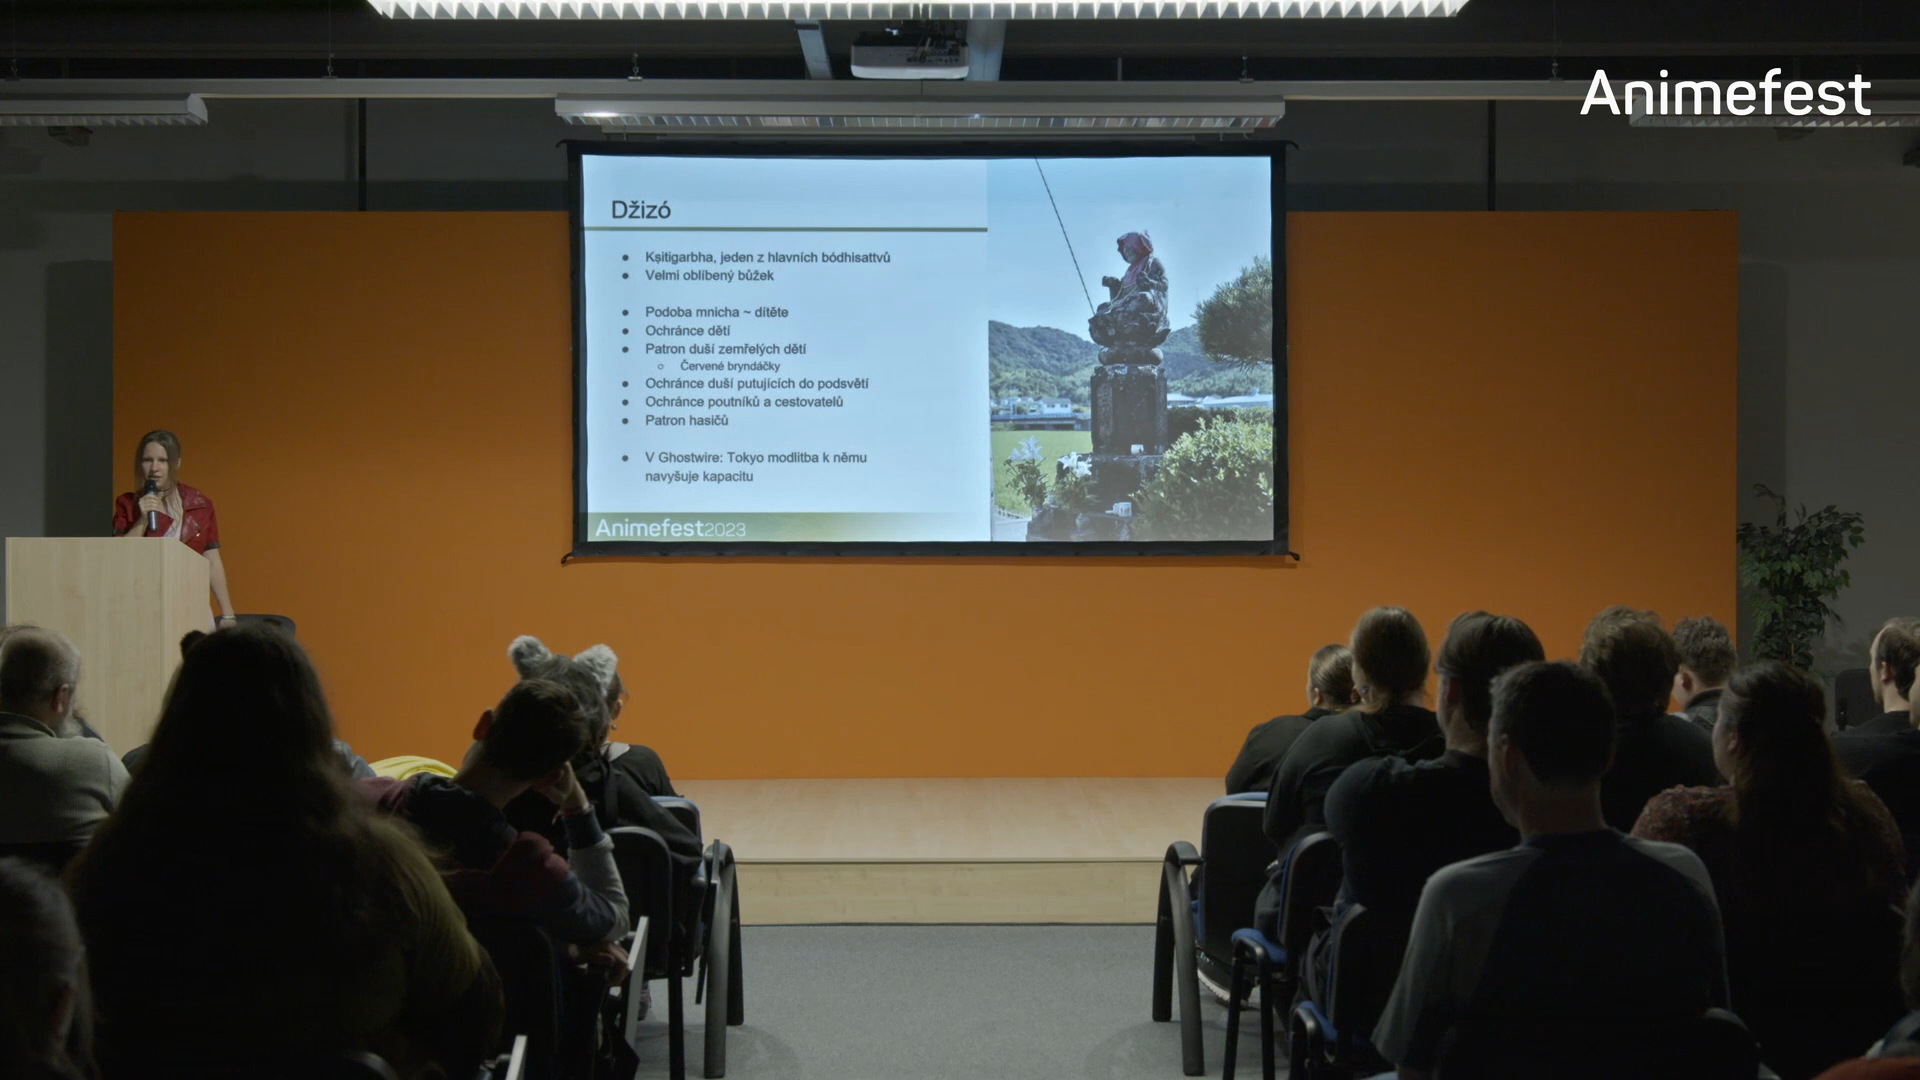 Animefest
Džizó
Kṣitigarbha, jeden z hlavních bódhisattvů
Velmi oblíbený bůžek
Podoba mnicha ~ dítěte
Ochránce dětí
Patron duší zemřelých dětí
Červené bryndáčky
Ochránce duší putujících do podsvětí
Ochránce poutníků a cestovatelů
Patron hasičů
V Ghostwire: Tokyo modlitba k němu
navyšuje kapacitu
Animefest2023